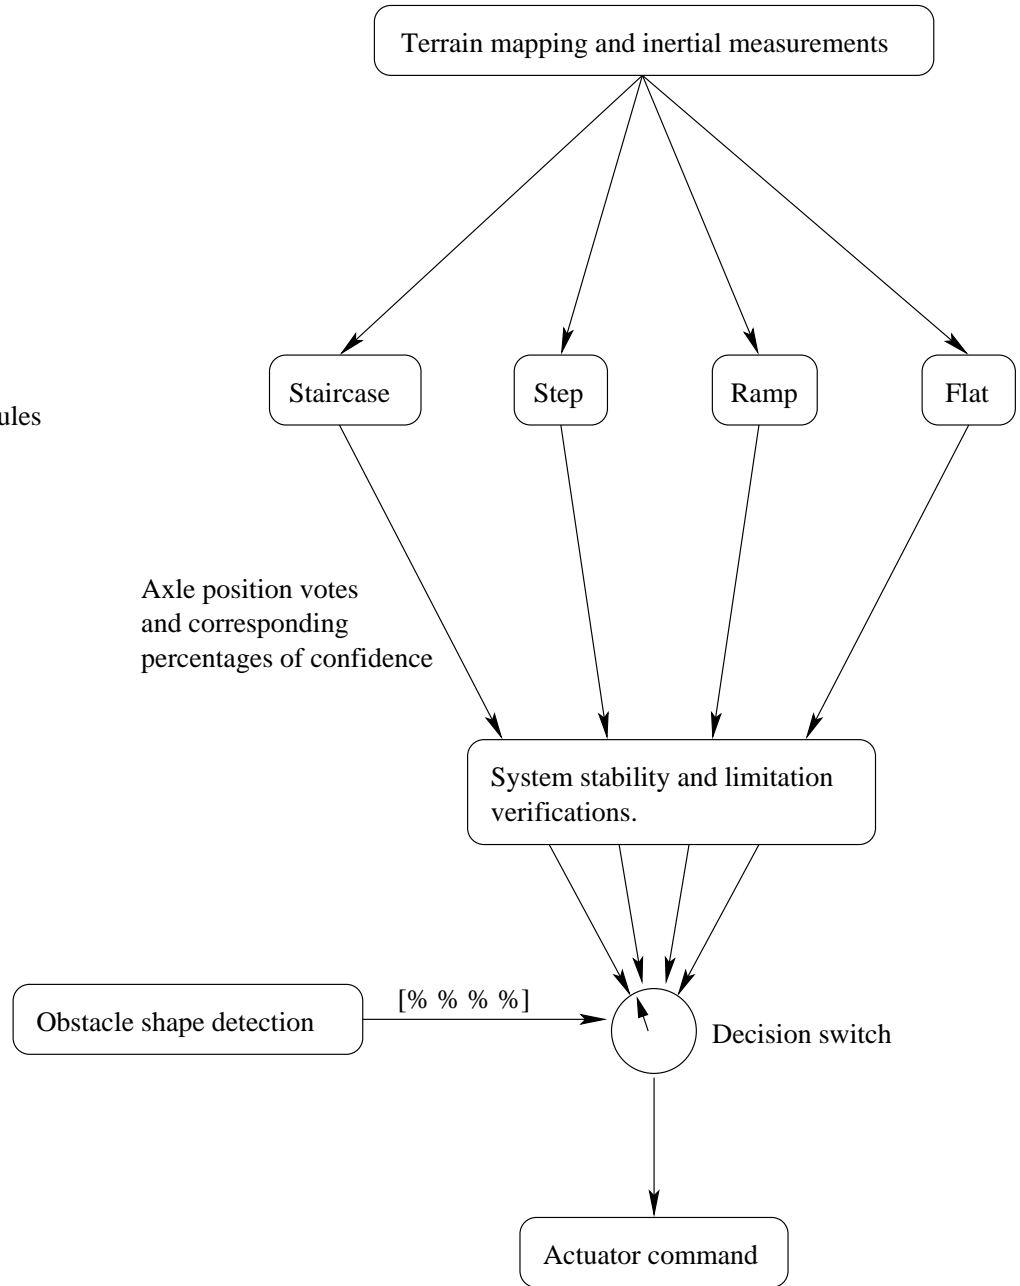 Terrain mapping and inertial measurements
Staircase
Step
Ramp
Flat
ules
Axle position votes
and corresponding
percentages of confidence
System stability and limitation
verifications.
[% % % %]
Obstacle shape detection
Decision switch
Actuator command